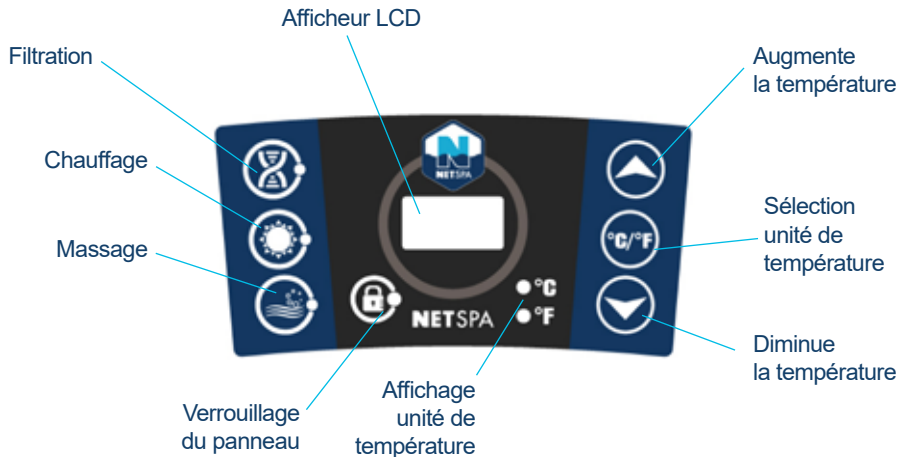 Afficheur LCD
Filtration
Augmente
la température
Chauffage
Massage
Sélection
unité de
température
N
NETSPA
°C/°F
°C
NETSPA
°F
Diminue
la température
Verrouillage
du panneau
Affichage
unité de
température